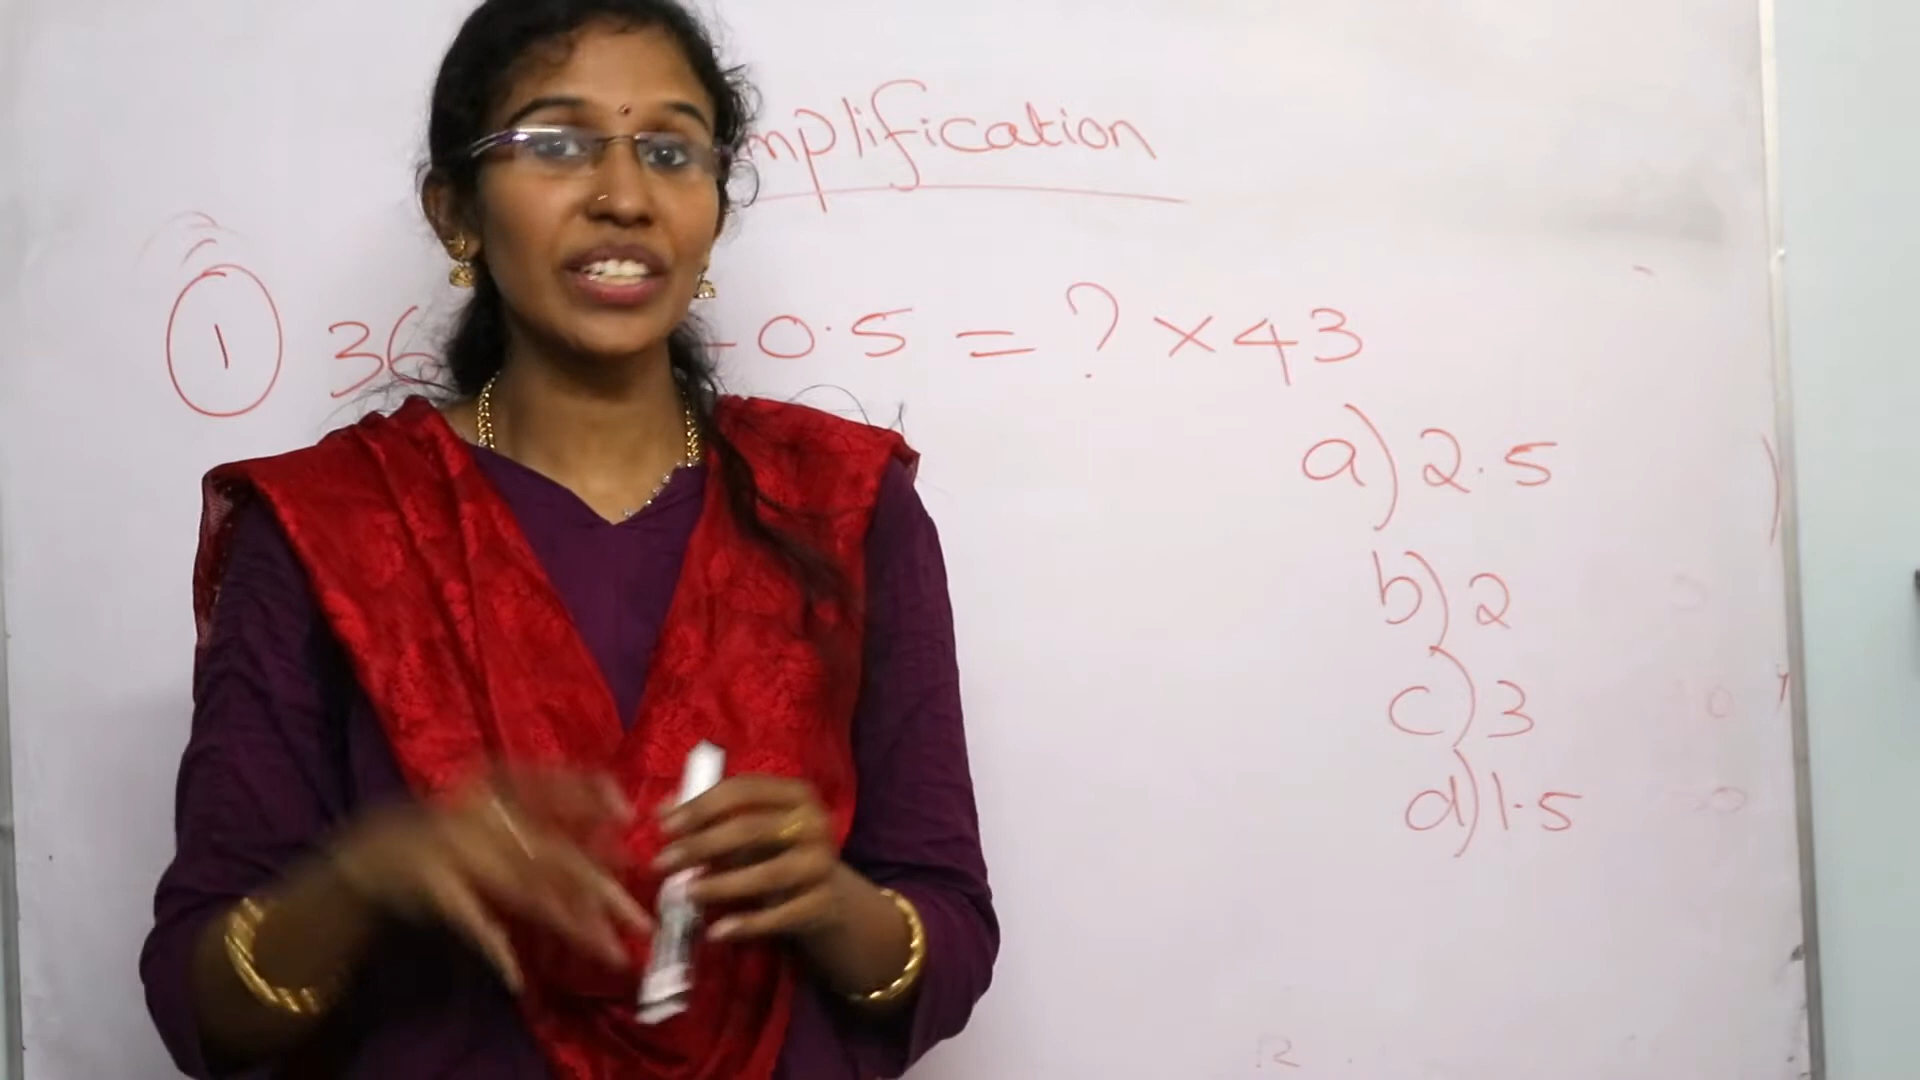 mplification
1 36 - 0.5 = ? × 43
a) 2.5
b) 2
c) 3
d) 1.5